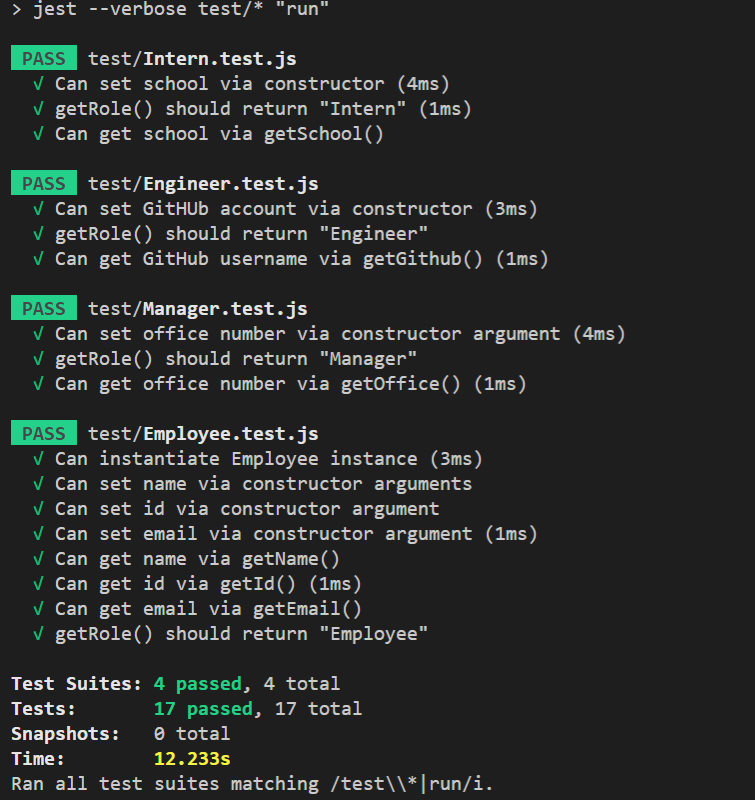 > jest --verbose test/* "run"
PASS test/Intern.test.js
√ Can set school via constructor (4ms)
√ getRole() should return "Intern" (1ms)
√ Can get school via getSchool()
PASS test/Engineer.test.js
√ Can set GitHUb account via constructor (3ms)
√ getRole() should return "Engineer"
√ Can get GitHub username via getGithub() (1ms)
PASS test/Manager.test.js
√ Can set office number via constructor argument (4ms)
√ getRole() should return "Manager"
√ Can get office number via getOffice() (1ms)
PASS test/Employee.test.js
√ Can instantiate Employee instance (3ms)
√ Can set name via constructor arguments
√ Can set id via constructor argument
√ Can set email via constructor argument (1ms)
√ Can get name via getName()
√ Can get id via getId() (1ms)
√ Can get email via getEmail()
√ getRole() should return "Employee"
Test Suites: 4 passed, 4 total
Tests: 17 passed, 17 total
Snapshots: 0 total
Time: 12.233s
Ran all test suites matching /test\\*|run/i.